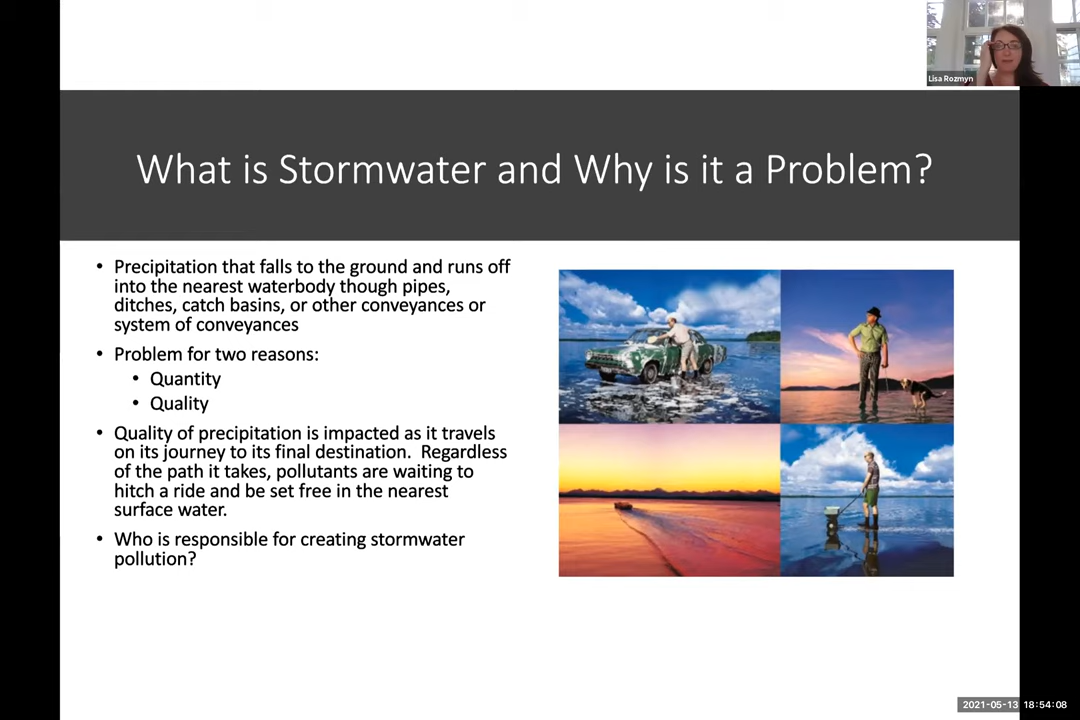 Lisa Rozmyn
What is Stormwater and Why is it a Problem?
• Precipitation that falls to the ground and runs off
into the nearest waterbody though pipes,
ditches, catch basins, or other conveyances or
system of conveyances
• Problem for two reasons:
• Quantity
• Quality
• Quality of precipitation is impacted as it travels
on its journey to its final destination.  Regardless
of the path it takes, pollutants are waiting to
hitch a ride and be set free in the nearest
surface water.
• Who is responsible for creating stormwater
pollution?
2021-05-13 18:54:08